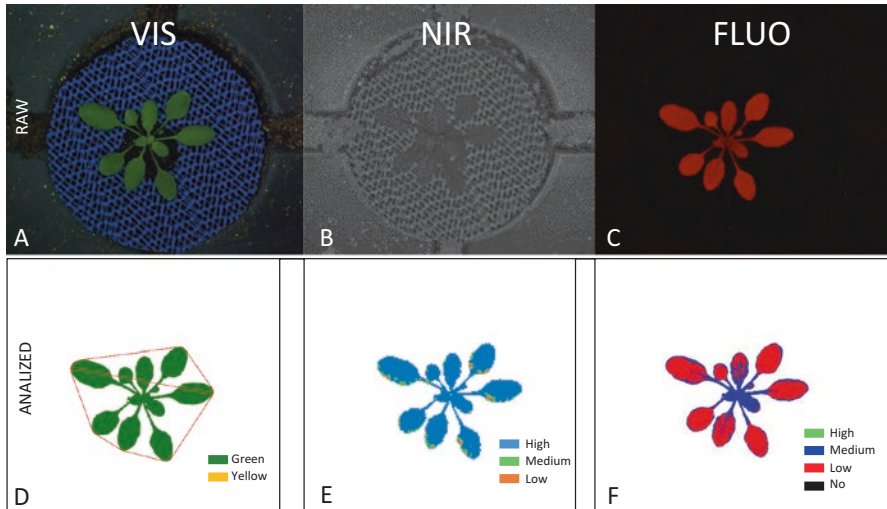 VIS
NIR
FLUO
RAW
A
B
C
ANALIZED
Green
Yellow
D
High
Medium
Low
E
High
Medium
Low
No
F